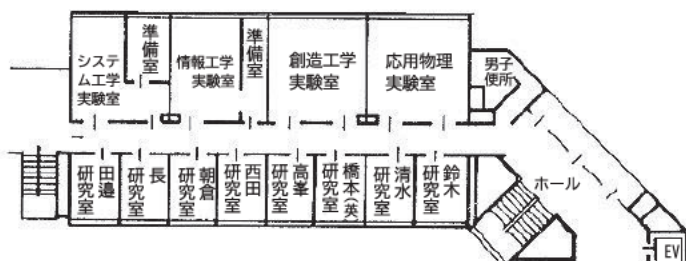 システ
ム工学
実験室
準備室
情報工学
実験室
準備室
創造工学
実験室
応用物理
実験室
男子
便所
田邉
研究室
長
研究室
朝倉
研究室
西田
研究室
高峯
研究室
橋本(英)
研究室
清水
研究室
鈴木
研究室
ホール
EV